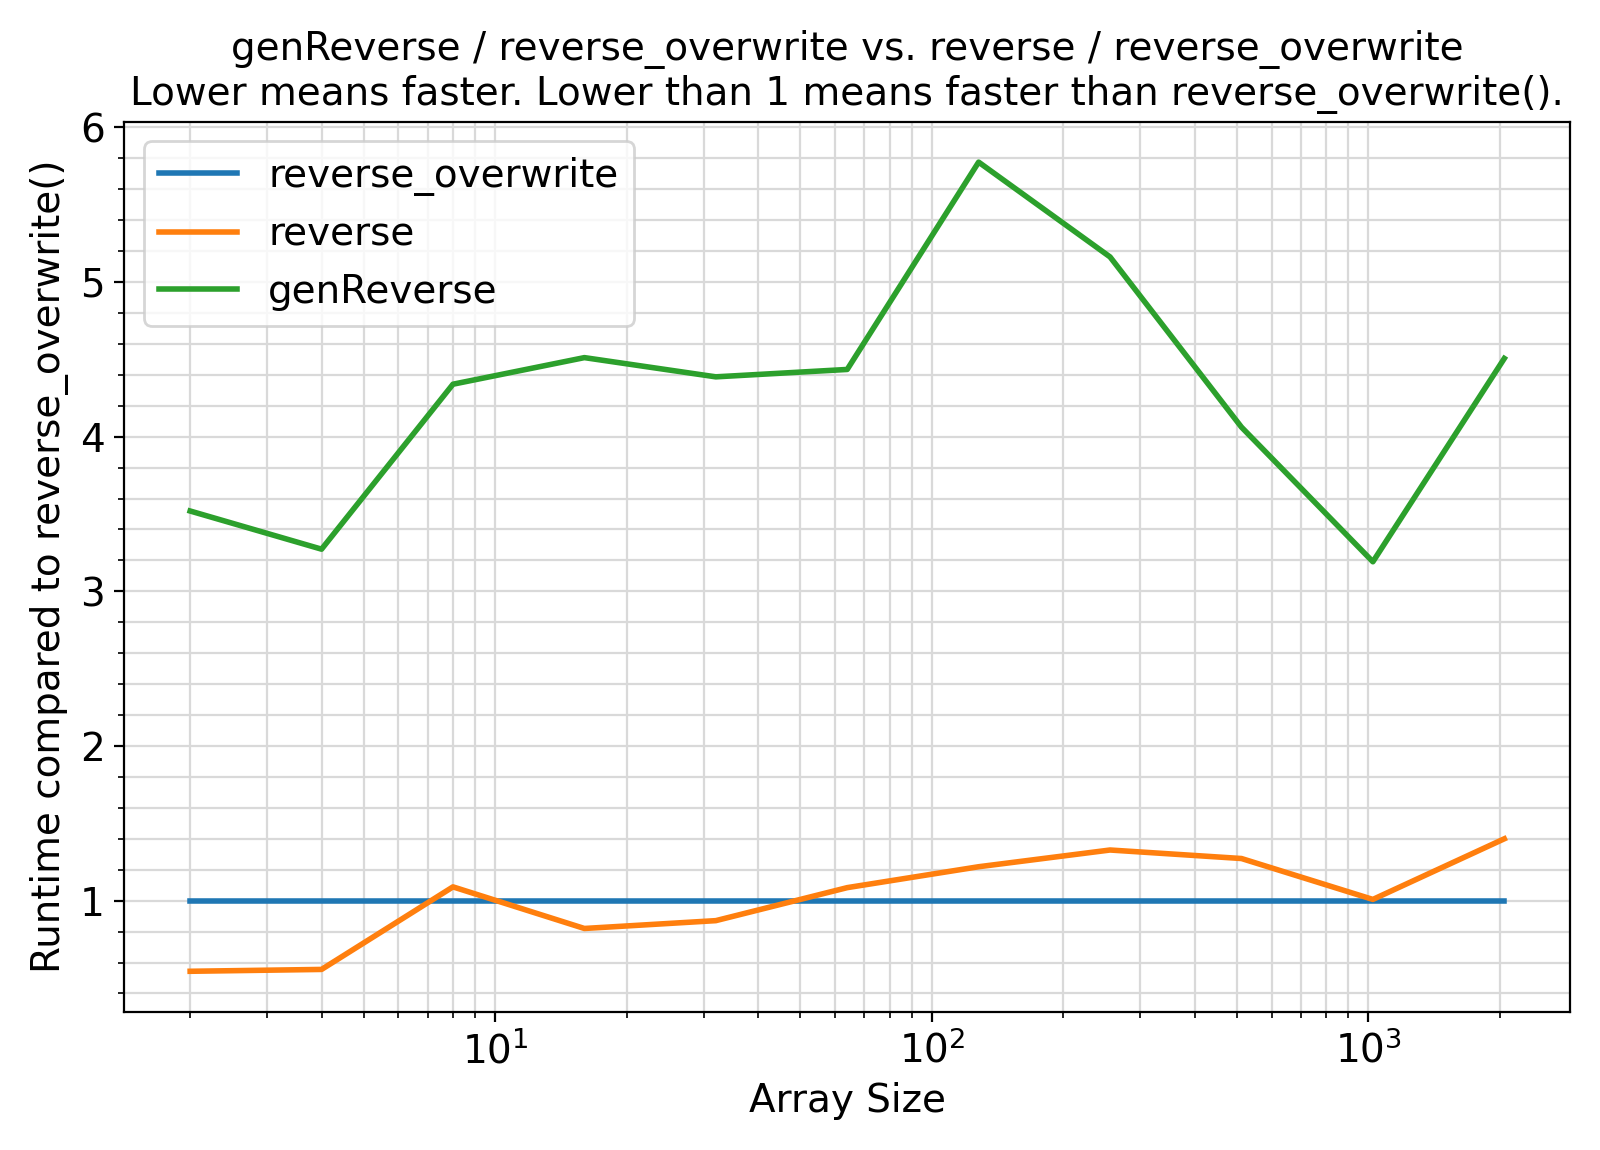 genReverse / reverse_overwrite vs. reverse / reverse_overwrite
Lower means faster. Lower than 1 means faster than reverse_overwrite().
Runtime compared to reverse_overwrite()
6
5
4
3
2
1
reverse_overwrite
reverse
genReverse
10¹
10²
10³
Array Size